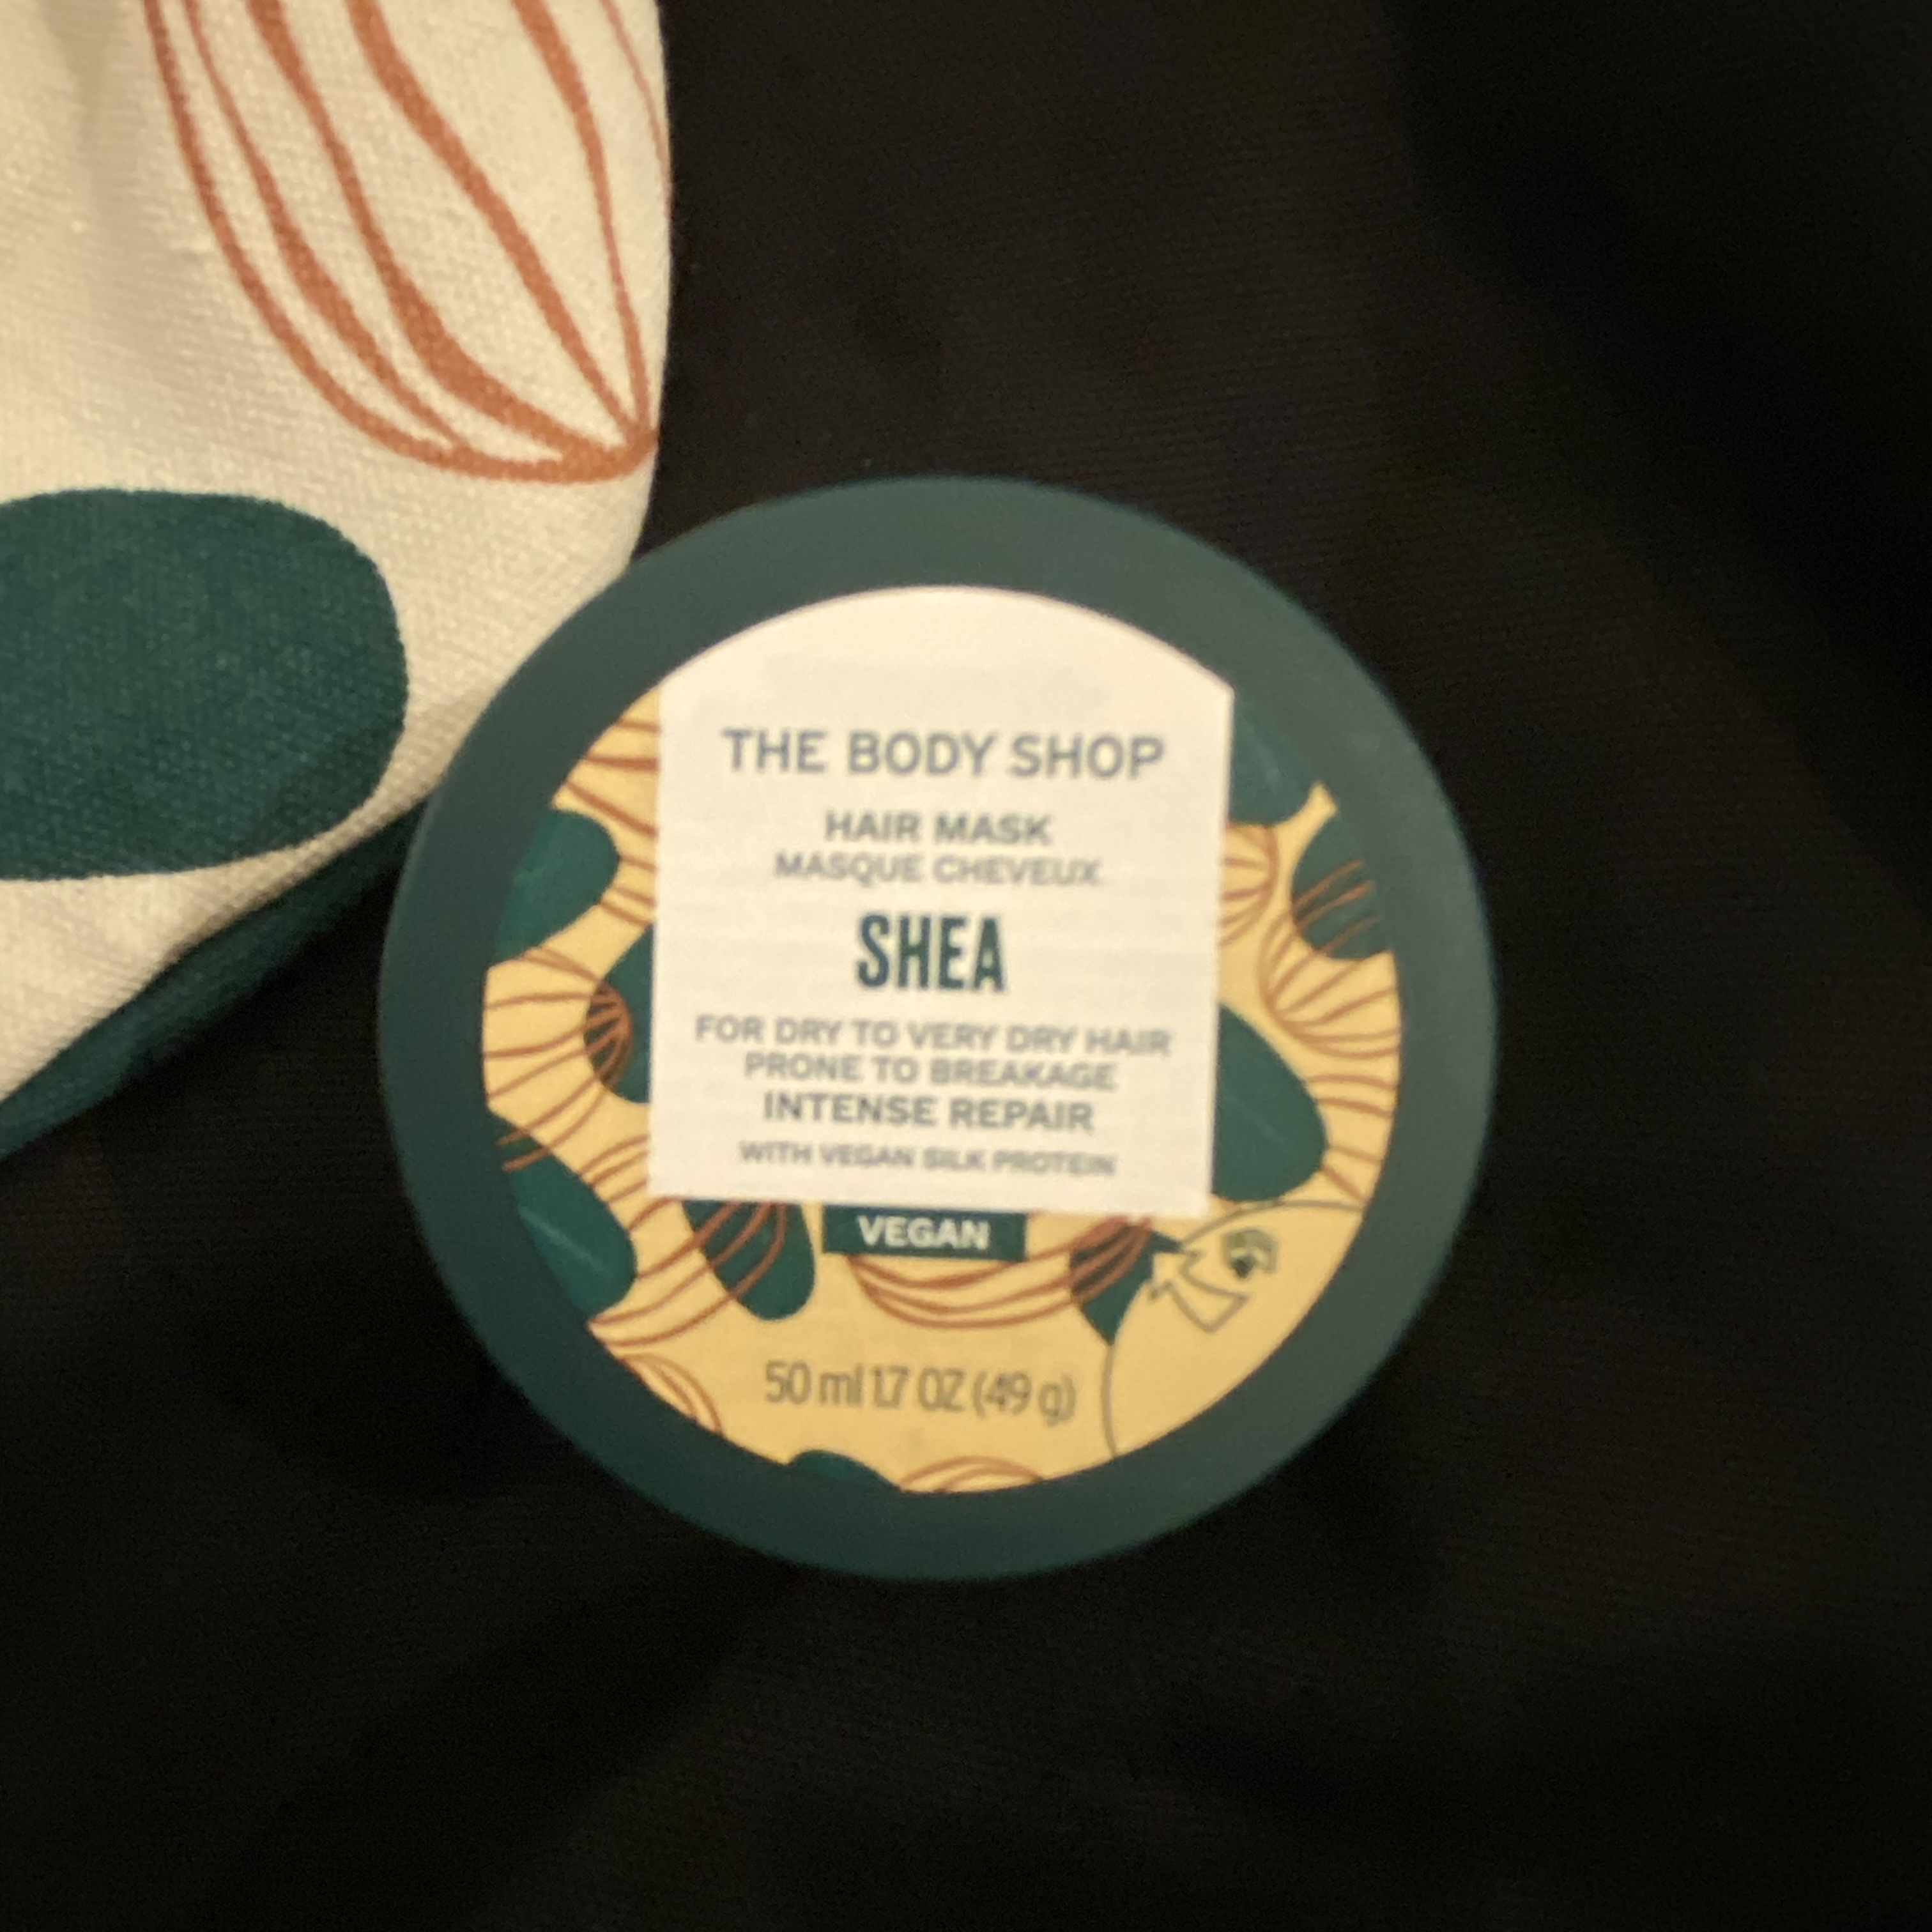 THE BODY SHOP
HAIR MASK
MASQUE CHEVEUX
SHEA
FOR DRY TO VERY DRY HAIR
PRONE TO BREAKAGE
INTENSE REPAIR
WITH VEGAN SILK PROTEIN
VEGAN
50 ml 1.7 OZ (49 g)